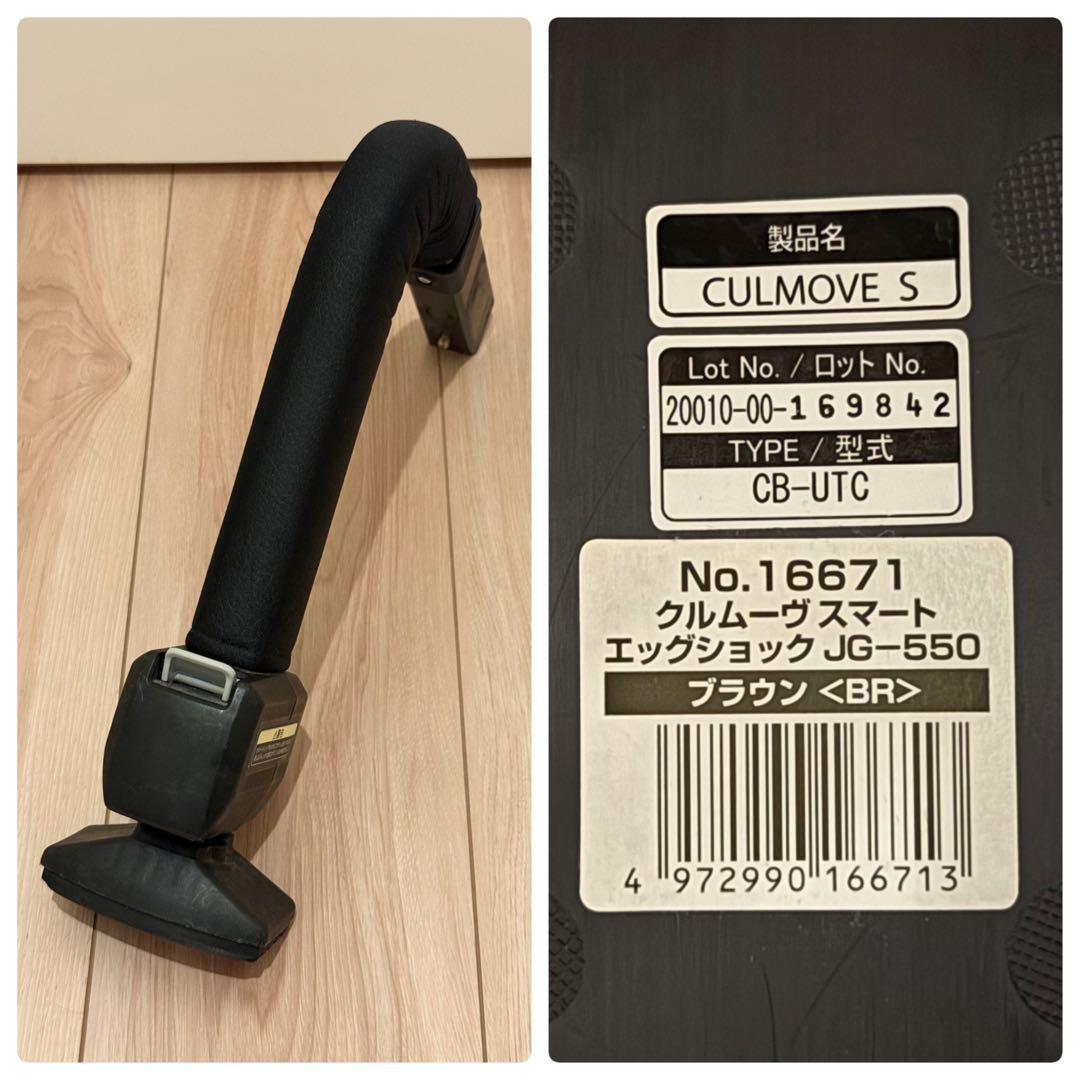 製品名
CULMOVE S
Lot No. / ロット No.
20010-00-169842
TYPE / 型式
CB-UTC
No.16671
クルムーヴ スマート
エッグショック JG-550
ブラウン <BR>
4 972990 166713